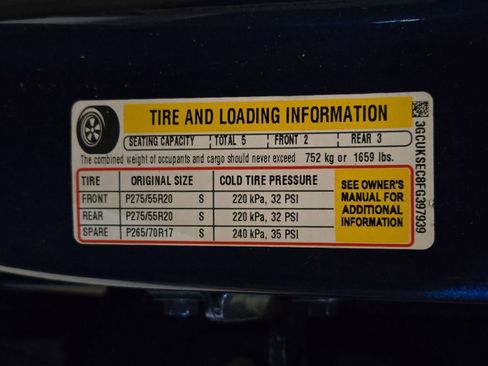 TIRE AND LOADING INFORMATION
SEATING CAPACITY TOTAL 5 FRONT 2 REAR 3
The combined weight of occupants and cargo should never exceed 752 kg or 1659 lbs.
TIRE ORIGINAL SIZE COLD TIRE PRESSURE
FRONT P275/55R20 S 220 kPa, 32 PSI
REAR P275/55R20 S 220 kPa, 32 PSI
SPARE P265/70R17 S 240 kPa, 35 PSI
SEE OWNER'S
MANUAL FOR
ADDITIONAL
INFORMATION
3GCUKSEC9FG397939